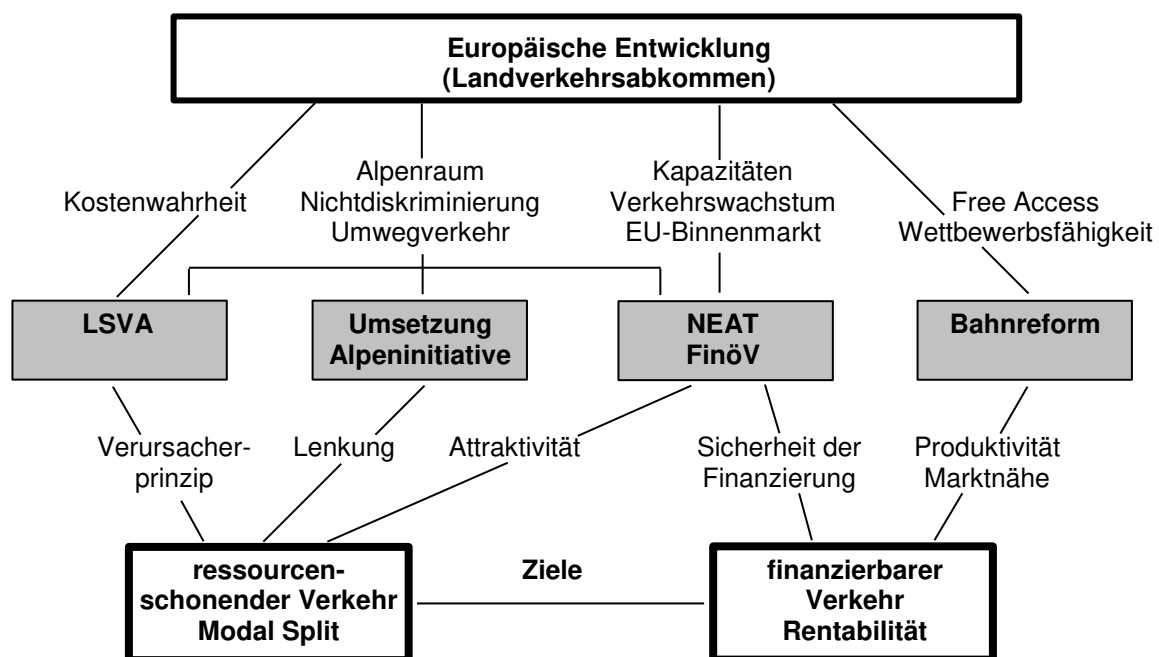 Europäische Entwicklung
(Landverkehrsabkommen)
Kostenwahrheit
Alpenraum
Nichtdiskriminierung
Umwegverkehr
Kapazitäten
Verkehrswachstum
EU-Binnenmarkt
Free Access
Wettbewerbsfähigkeit
LSVA
Umsetzung
Alpeninitiative
NEAT
FinöV
Bahnreform
Verursacher-
prinzip
Lenkung
Attraktivität
Sicherheit der
Finanzierung
Produktivität
Marktnähe
ressourcen-
schonender Verkehr
Modal Split
Ziele
finanzierbarer
Verkehr
Rentabilität